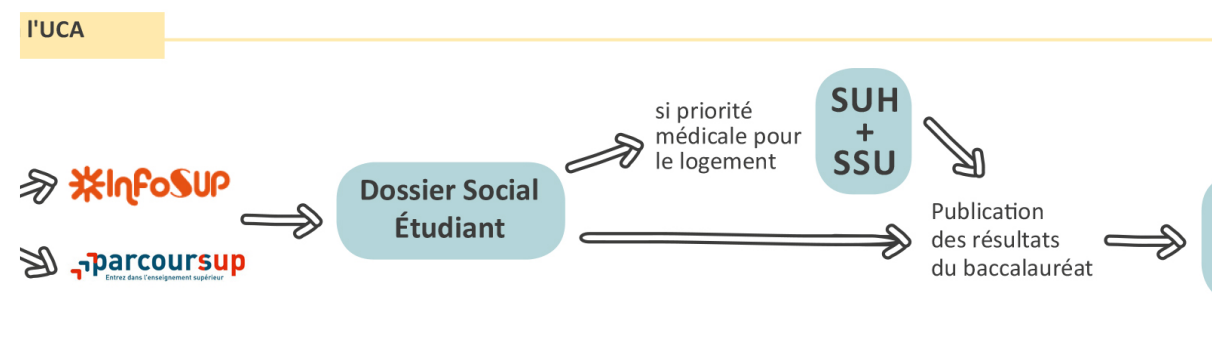 l'UCA
InfoSup
parcoursup
Entrez dans l'enseignement supérieur
Dossier Social
Étudiant
si priorité
médicale pour
le logement
SUH
+
SSU
Publication
des résultats
du baccalauréat